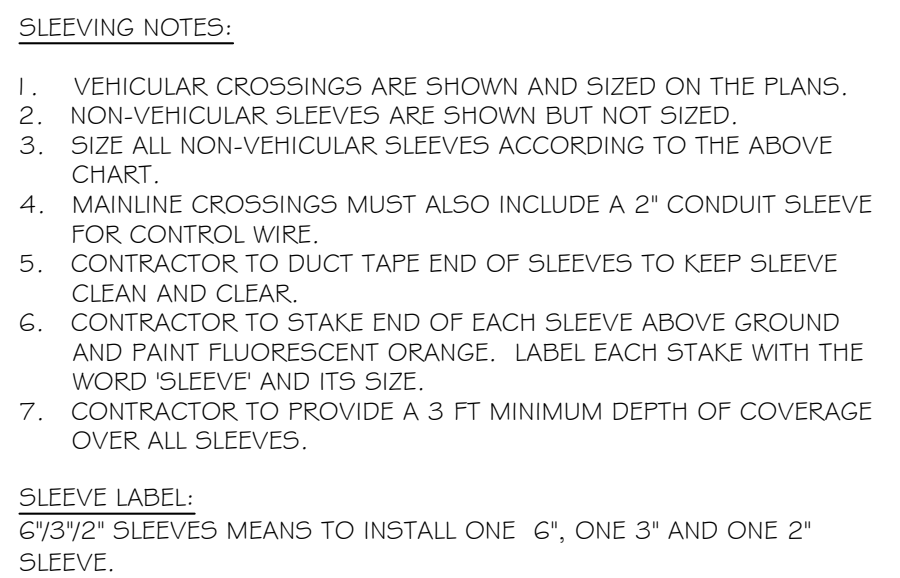 SLEEVING NOTES:
1. VEHICULAR CROSSINGS ARE SHOWN AND SIZED ON THE PLANS.
2. NON-VEHICULAR SLEEVES ARE SHOWN BUT NOT SIZED.
3. SIZE ALL NON-VEHICULAR SLEEVES ACCORDING TO THE ABOVE
CHART.
4. MAINLINE CROSSINGS MUST ALSO INCLUDE A 2" CONDUIT SLEEVE
FOR CONTROL WIRE.
5. CONTRACTOR TO DUCT TAPE END OF SLEEVES TO KEEP SLEEVE
CLEAN AND CLEAR.
6. CONTRACTOR TO STAKE END OF EACH SLEEVE ABOVE GROUND
AND PAINT FLUORESCENT ORANGE. LABEL EACH STAKE WITH THE
WORD 'SLEEVE' AND ITS SIZE.
7. CONTRACTOR TO PROVIDE A 3 FT MINIMUM DEPTH OF COVERAGE
OVER ALL SLEEVES.
SLEEVE LABEL:
6"/3"/2" SLEEVES MEANS TO INSTALL ONE 6", ONE 3" AND ONE 2"
SLEEVE.